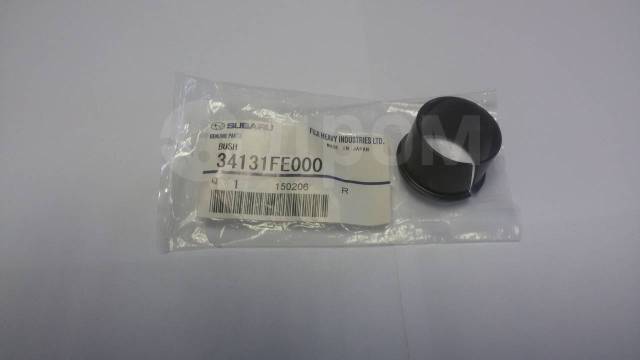 SUBARU
GENUINE PARTS
FUJI HEAVY INDUSTRIES LTD.
MADE IN JAPAN
BUSH
34131FE000
1 150206 R